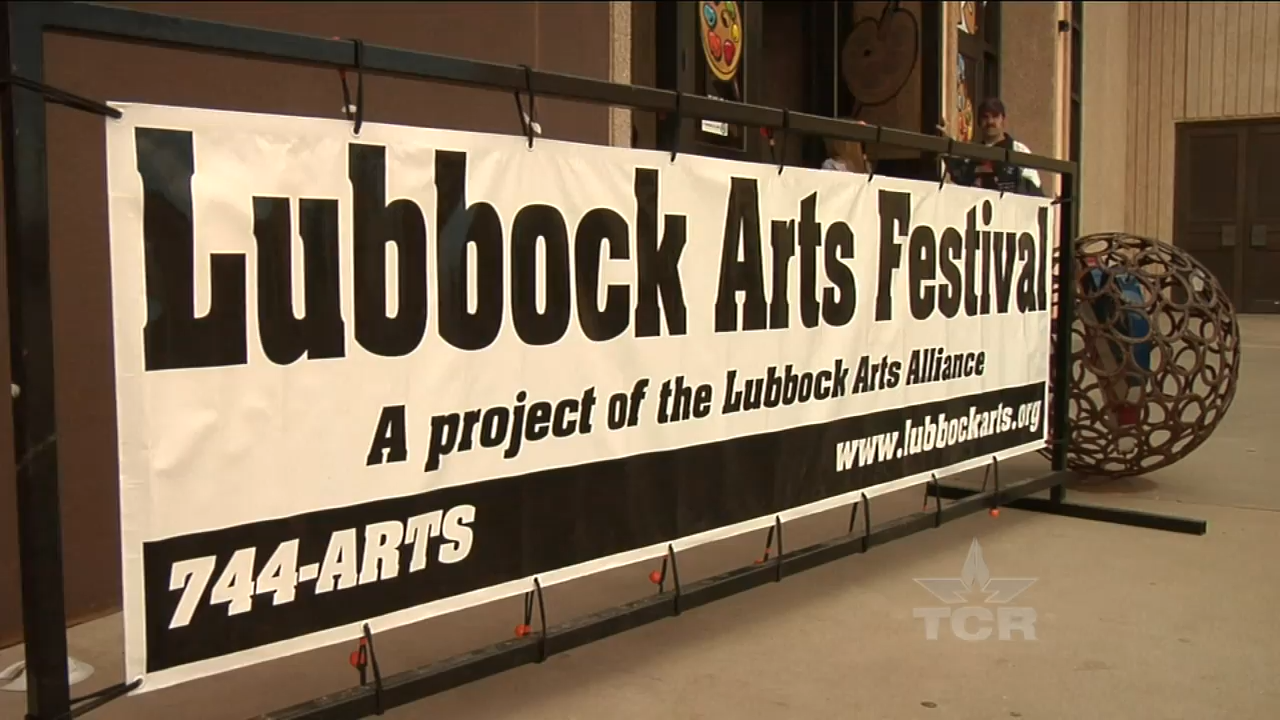 Lubbock Arts Festival
A project of the Lubbock Arts Alliance
www.lubbockarts.org
744-ARTS
TCR